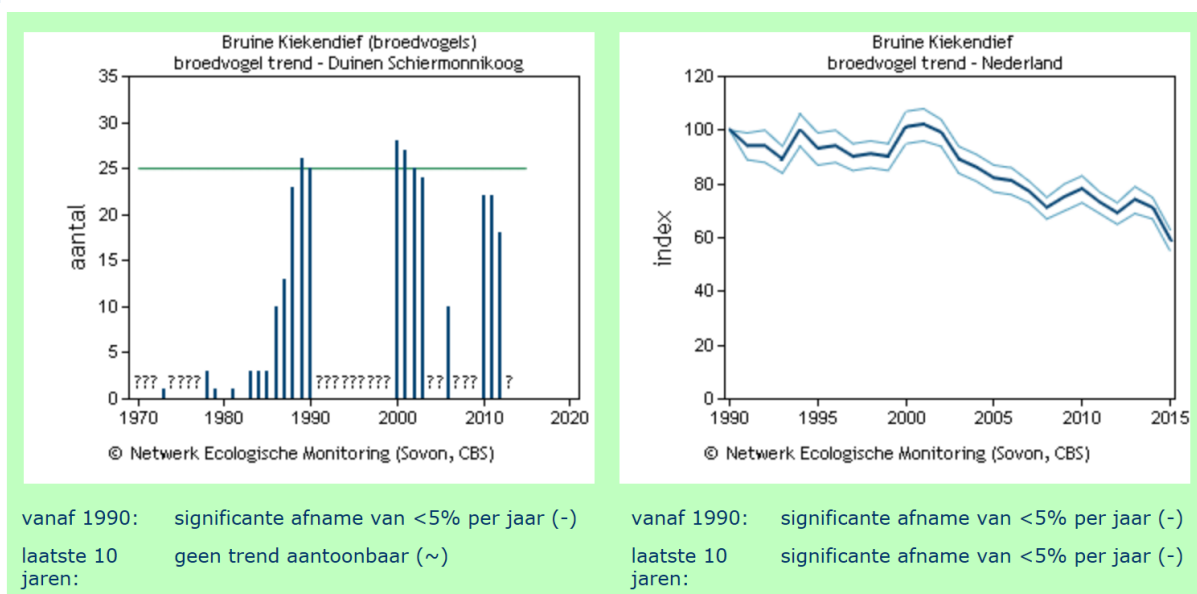 Bruine Kiekendief (broedvogels)
broedvogel trend - Duinen Schiermonnikoog
35
30
25
20
15
10
5
0
aantal
??? ???? ????????? ?? ??? ?
1970 1980 1990 2000 2010 2020
© Netwerk Ecologische Monitoring (Sovon, CBS)
vanaf 1990: significante afname van <5% per jaar (-)
laatste 10 geen trend aantoonbaar (~)
jaren:
Bruine Kiekendief
broedvogel trend - Nederland
120
100
80
60
40
20
0
index
1990 1995 2000 2005 2010 2015
© Netwerk Ecologische Monitoring (Sovon, CBS)
vanaf 1990: significante afname van <5% per jaar (-)
laatste 10 significante afname van <5% per jaar (-)
jaren: